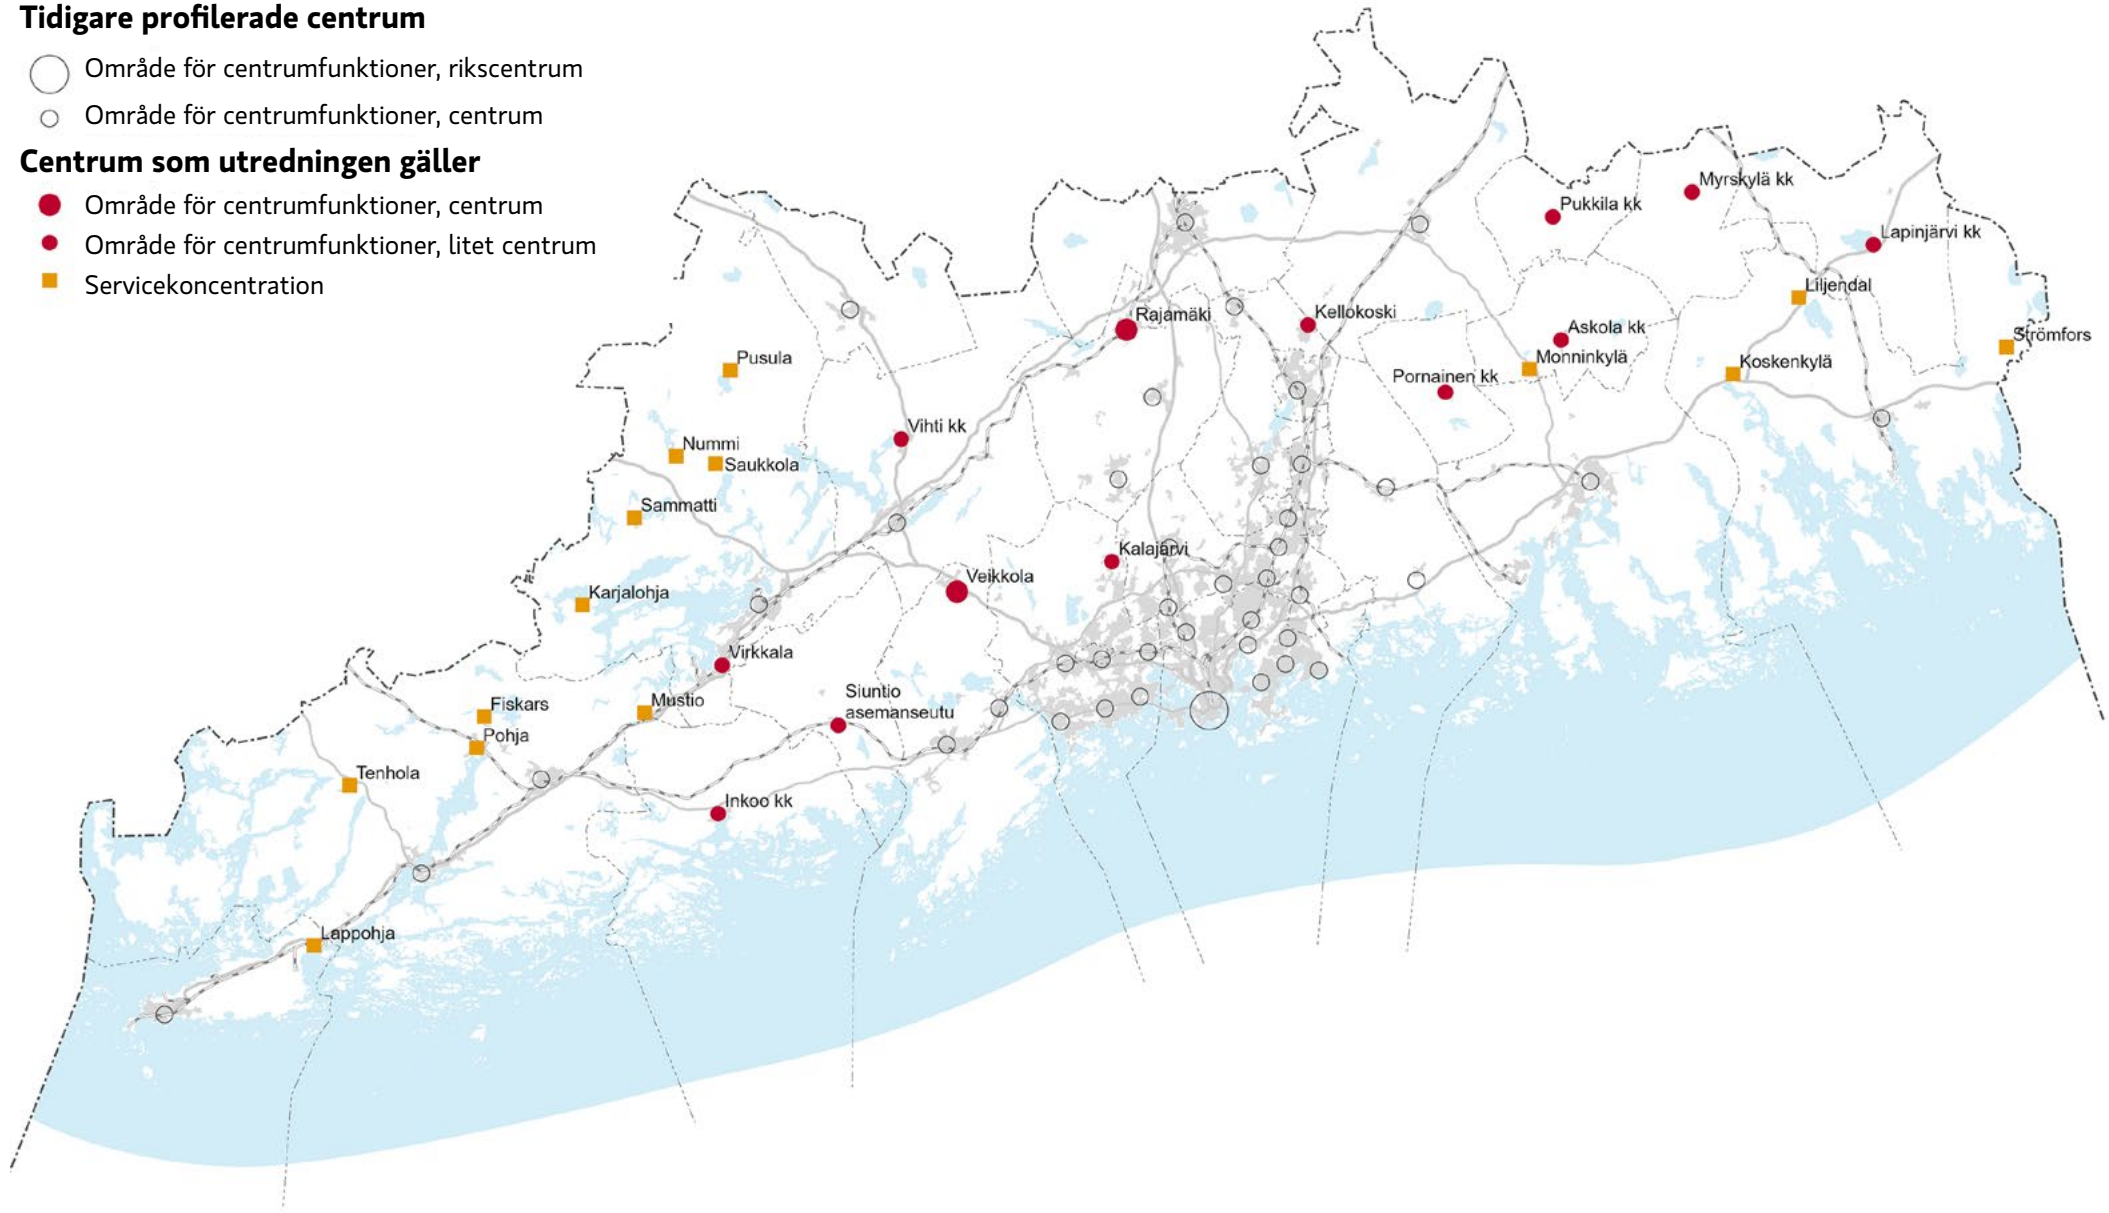 Tidigare profilerade centrum
Område för centrumfunktioner, rikscentrum
Område för centrumfunktioner, centrum
Centrum som utredningen gäller
Område för centrumfunktioner, centrum
Område för centrumfunktioner, litet centrum
Servicekoncentration
Myrskylä kk
Pukkila kk
Lapinjärvi kk
Liljendal
Rajamäki
Kellokoski
Askola kk
Strömfors
Monninkylä
Pusula
Koskenkylä
Pornainen kk
Vihti kk
Nummi
Saukkola
Sammatti
Kalajärvi
Veikkola
Karjalohja
Virkkala
Siuntio
asemanseutu
Mustio
Fiskars
Pohja
Tenhola
Inkoo kk
Lappohja